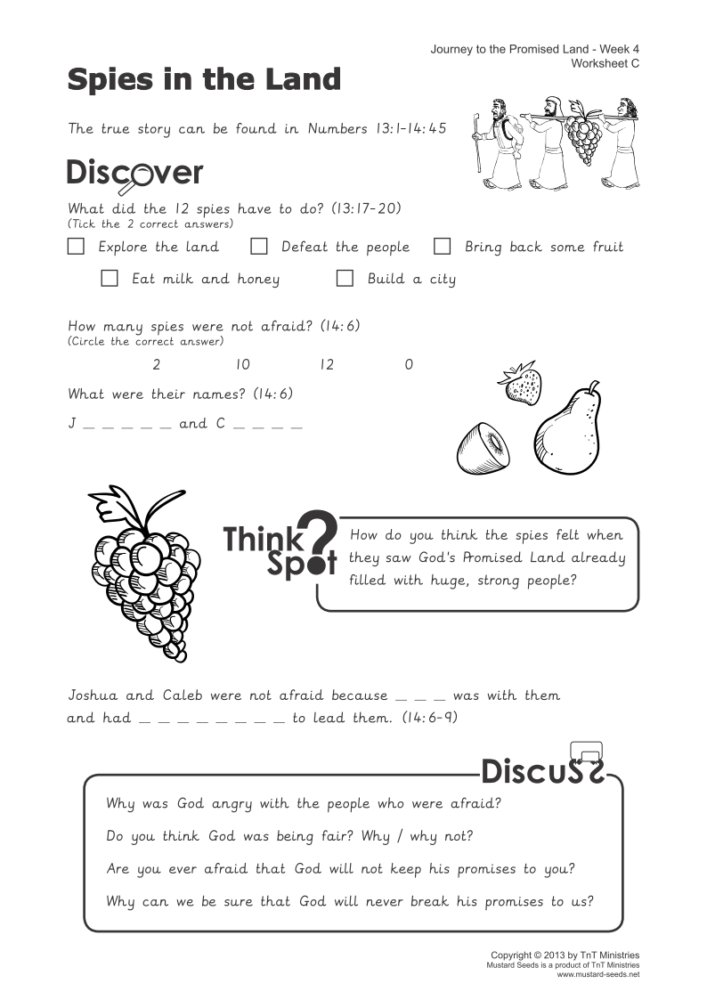 Journey to the Promised Land - Week 4
Worksheet C
Spies in the Land
The true story can be found in Numbers 13:1-14:45
Discover
What did the 12 spies have to do? (13:17-20)
(Tick the 2 correct answers)
Explore the land Defeat the people Bring back some fruit
Eat milk and honey Build a city
How many spies were not afraid? (14:6)
(Circle the correct answer)
2 10 12 0
What were their names? (14:6)
J _ _ _ _ _ and C _ _ _ _
Think?
Spot
How do you think the spies felt when
they saw God's Promised Land already
filled with huge, strong people?
Joshua and Caleb were not afraid because _ _ _ was with them
and had _ _ _ _ _ _ _ _ to lead them. (14:6-9)
Discuss
Why was God angry with the people who were afraid?
Do you think God was being fair? Why / why not?
Are you ever afraid that God will not keep his promises to you?
Why can we be sure that God will never break his promises to us?
Copyright © 2013 by TnT Ministries
Mustard Seeds is a product of TnT Ministries
www.mustard-seeds.net